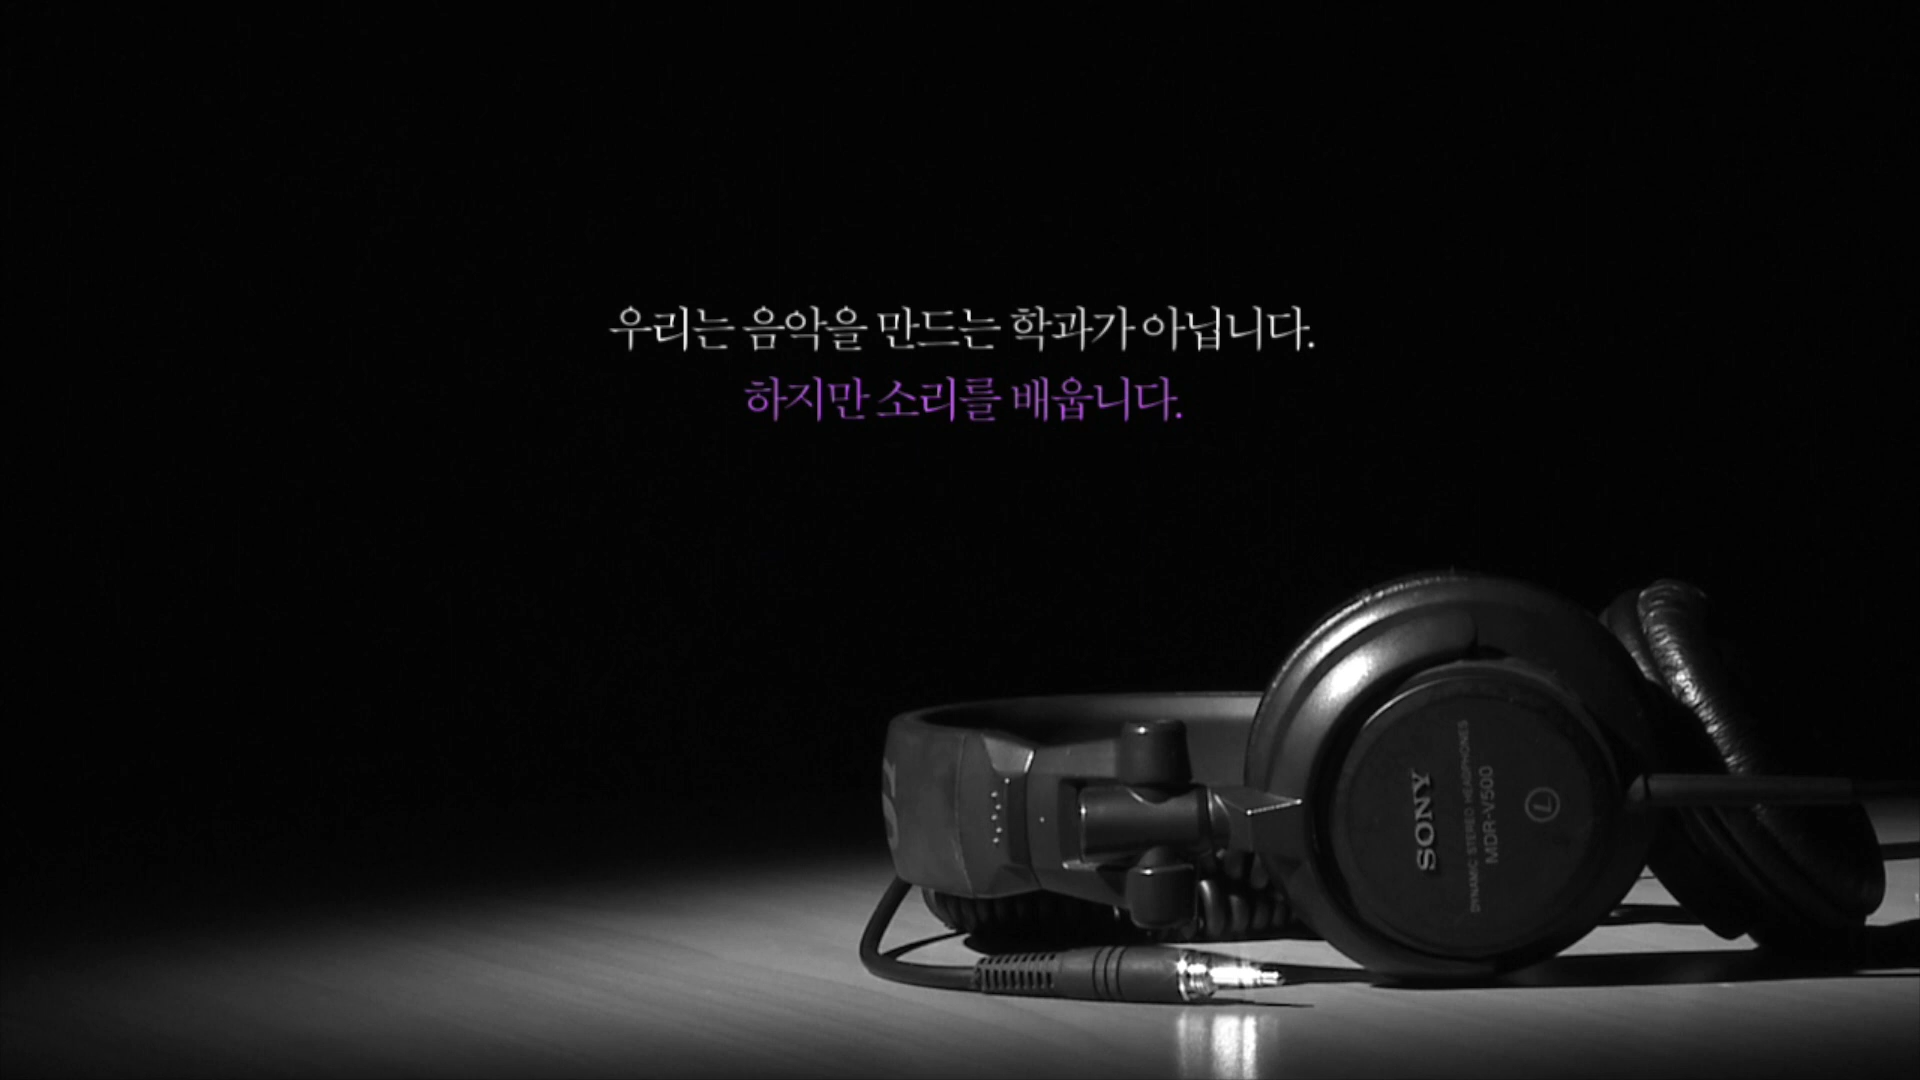 우리는 음악을 만드는 학과가 아닙니다.
하지만 소리를 배웁니다.
SONY
DYNAMIC STEREO HEADPHONES
MDR-V500
L